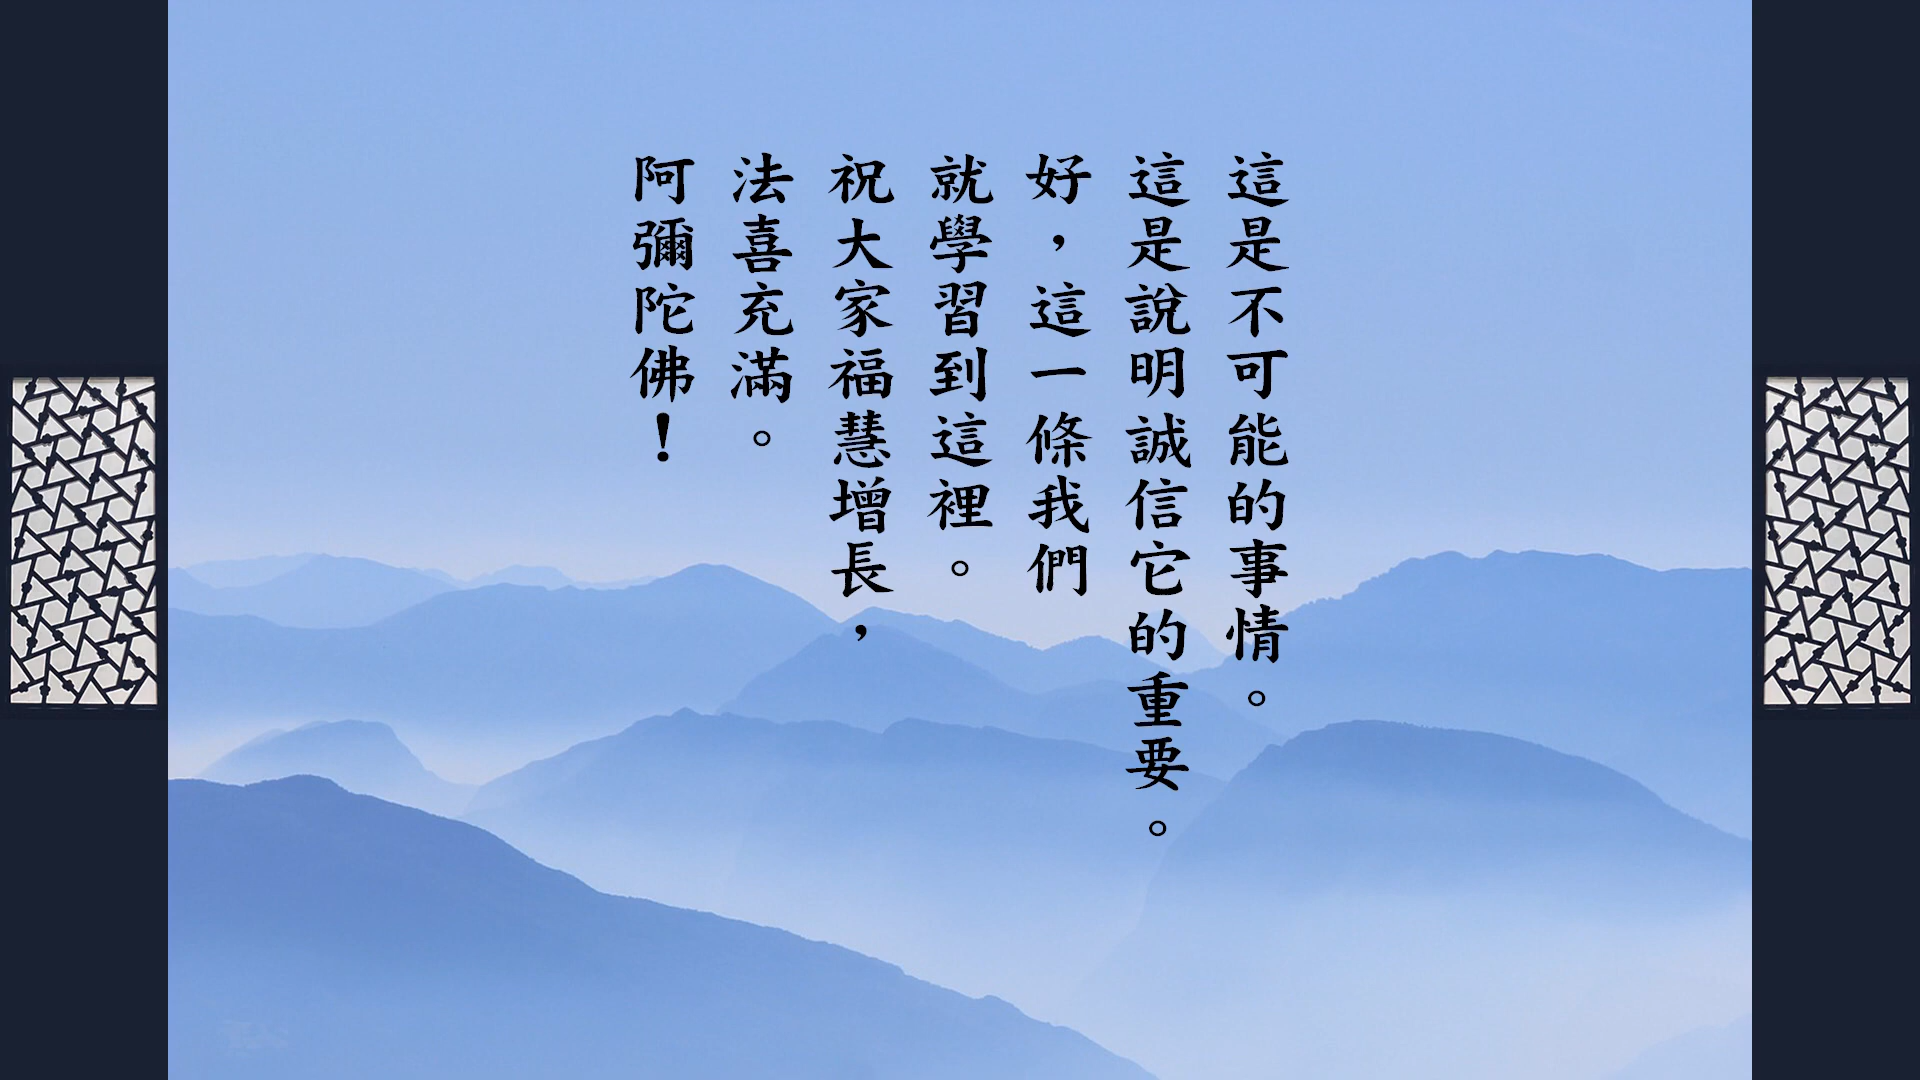 這是不可能的事情。
這是說明誠信它的重要。
好，這一條我們
就學習到這裡。
祝大家福慧增長，
法喜充滿。
阿彌陀佛！